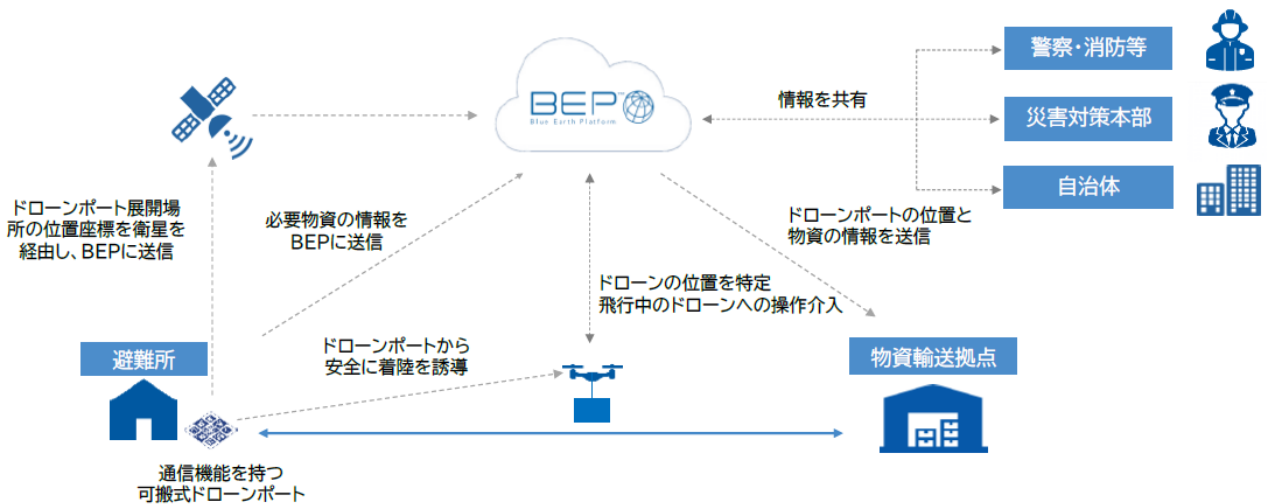 警察・消防等
BEP™
Blue Earth Platform
情報を共有
災害対策本部
自治体
ドローンポート展開場
所の位置座標を衛星を
経由し、BEPに送信
必要物資の情報を
BEPに送信
ドローンポートの位置と
物資の情報を送信
ドローンの位置を特定
飛行中のドローンへの操作介入
避難所
ドローンポートから
安全に着陸を誘導
物資輸送拠点
通信機能を持つ
可搬式ドローンポート